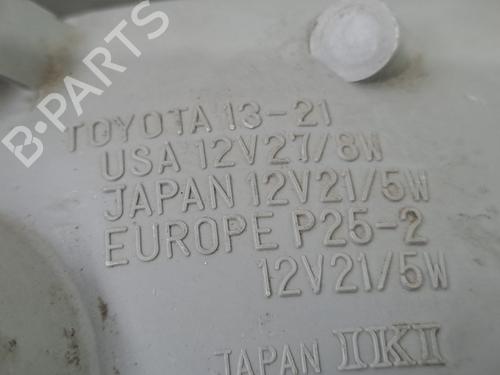 B-PARTS
TOYOTA 13-21
USA 12V27/8W
JAPAN 12V21/5W
EUROPE P25-2
12V21/5W
JAPAN IKI